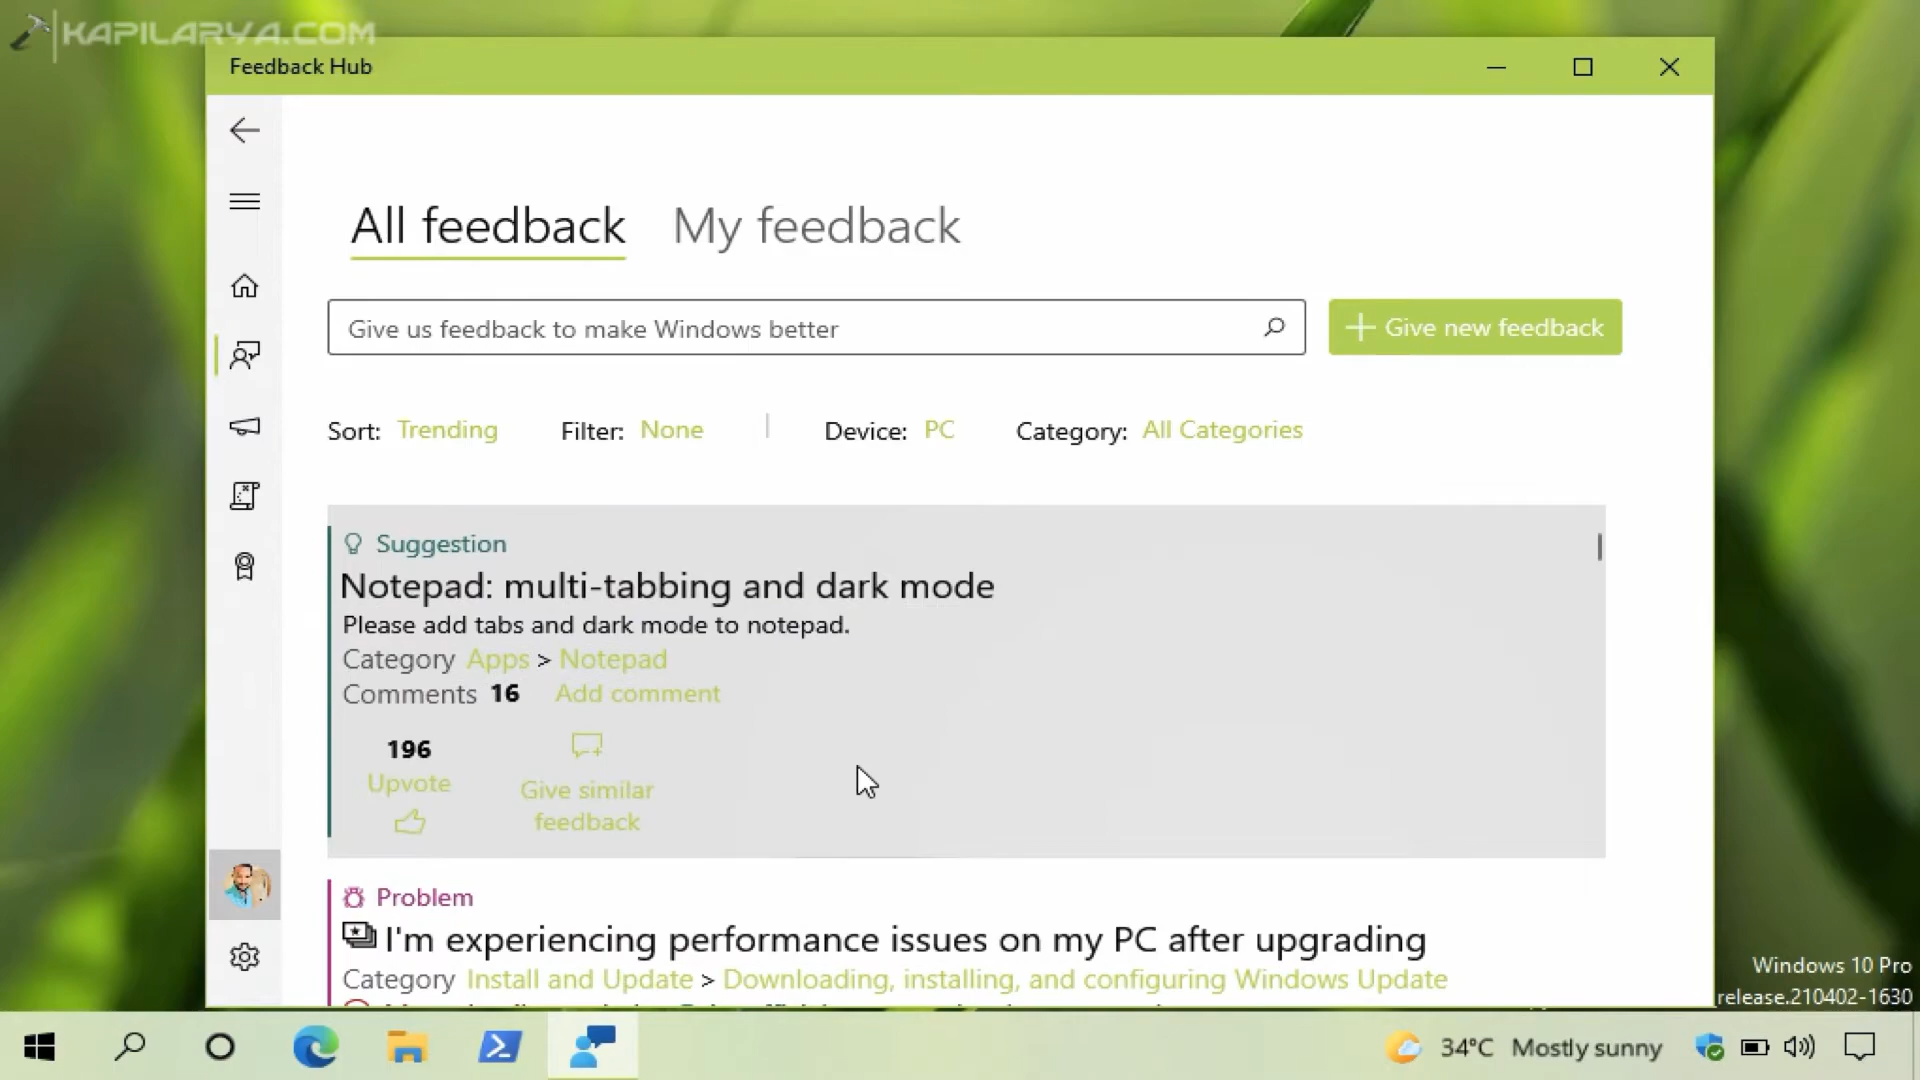 KAPILARYA.COM
Feedback Hub
All feedback My feedback
Give us feedback to make Windows better
Give new feedback
Sort: Trending Filter: None Device: PC Category: All Categories
Suggestion
Notepad: multi-tabbing and dark mode
Please add tabs and dark mode to notepad.
Category Apps > Notepad
Comments 16 Add comment
196
Upvote
Give similar
feedback
Problem
I'm experiencing performance issues on my PC after upgrading
Category Install and Update > Downloading, installing, and configuring Windows Update
Windows 10 Pro
release.210402-1630
34°C Mostly sunny